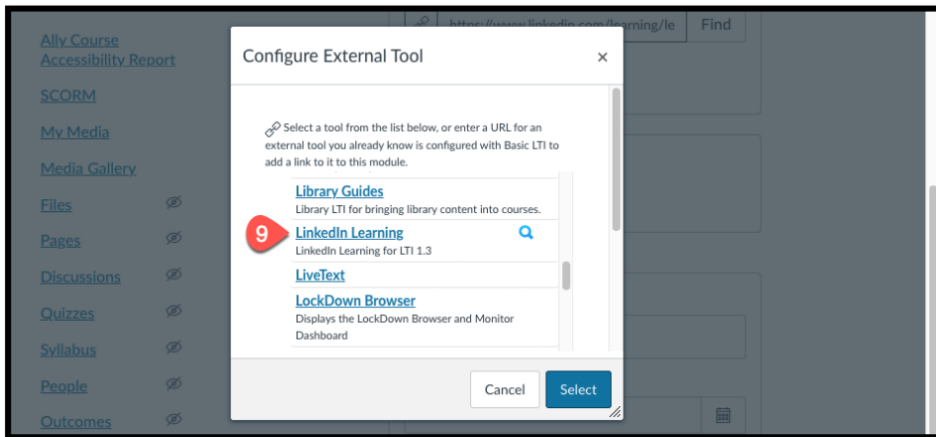 Ally Course
Accessibility Report
SCORM
My Media
Media Gallery
Files
Pages
Discussions
Quizzes
Syllabus
People
Outcomes
https://www.linkedin.com/learning/le
Find
Configure External Tool
×
Select a tool from the list below, or enter a URL for an
external tool you already know is configured with Basic LTI to
add a link to it to this module.
Library Guides
Library LTI for bringing library content into courses.
9
LinkedIn Learning
LinkedIn Learning for LTI 1.3
LiveText
LockDown Browser
Displays the LockDown Browser and Monitor
Dashboard
Cancel
Select